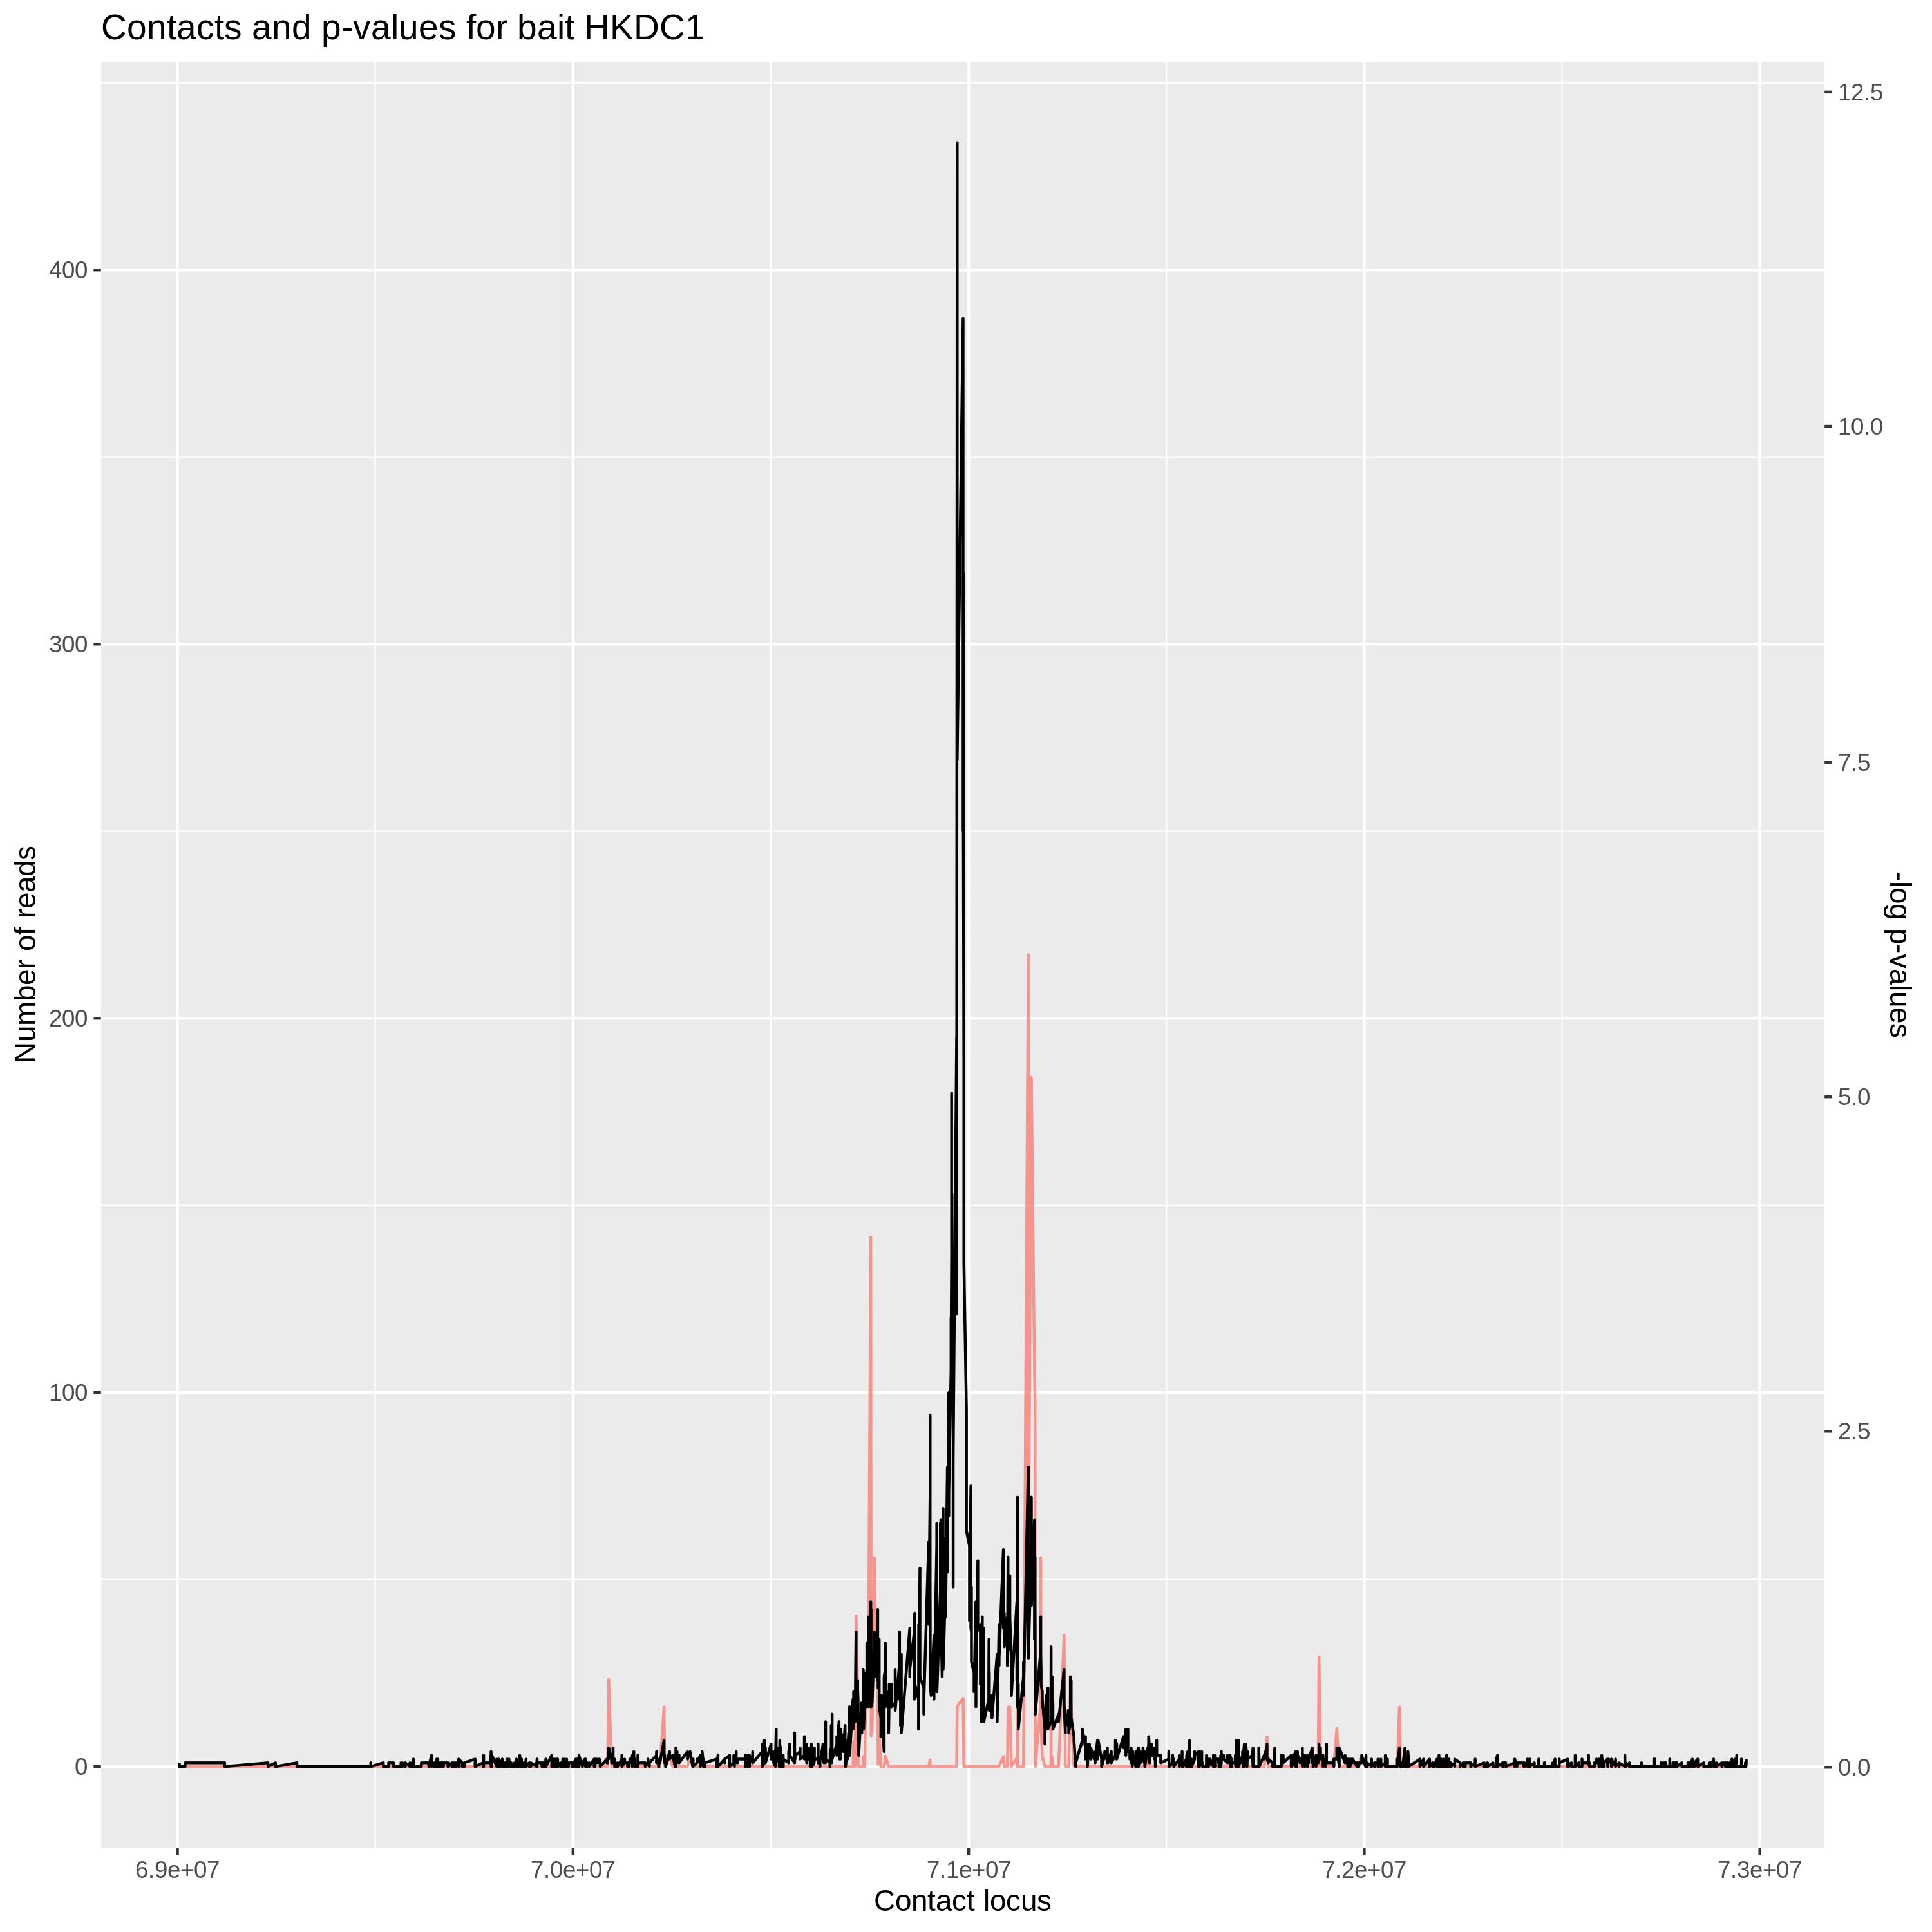 Contacts and p-values for bait HKDC1
Number of reads
400
300
200
100
0
12.5
10.0
7.5
5.0
2.5
0.0
-log p-values
6.9e+07 7.0e+07 7.1e+07 7.2e+07 7.3e+07
Contact locus